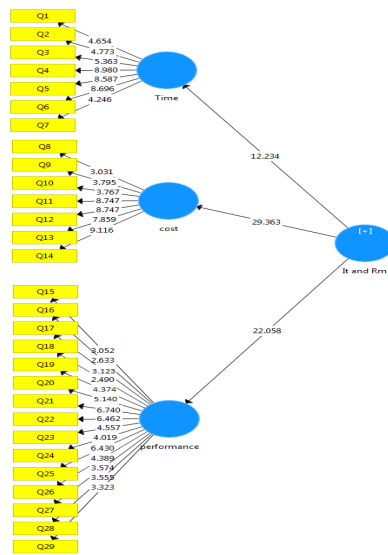 Q1
Q2
Q3
Q4
Q5
Q6
Q7
4.654
4.773
5.363
8.980
8.587
8.696
4.246
Time
12.234
Q8
Q9
Q10
Q11
Q12
Q13
Q14
3.031
3.795
3.767
8.747
8.747
7.859
9.116
cost
29.363
[+]
It and Rm
22.058
Q15
Q16
Q17
Q18
Q19
Q20
Q21
Q22
Q23
Q24
Q25
Q26
Q27
Q28
Q29
3.052
2.633
3.123
2.490
4.374
5.140
6.740
6.462
4.557
4.019
6.430
4.389
3.574
3.555
3.323
performance